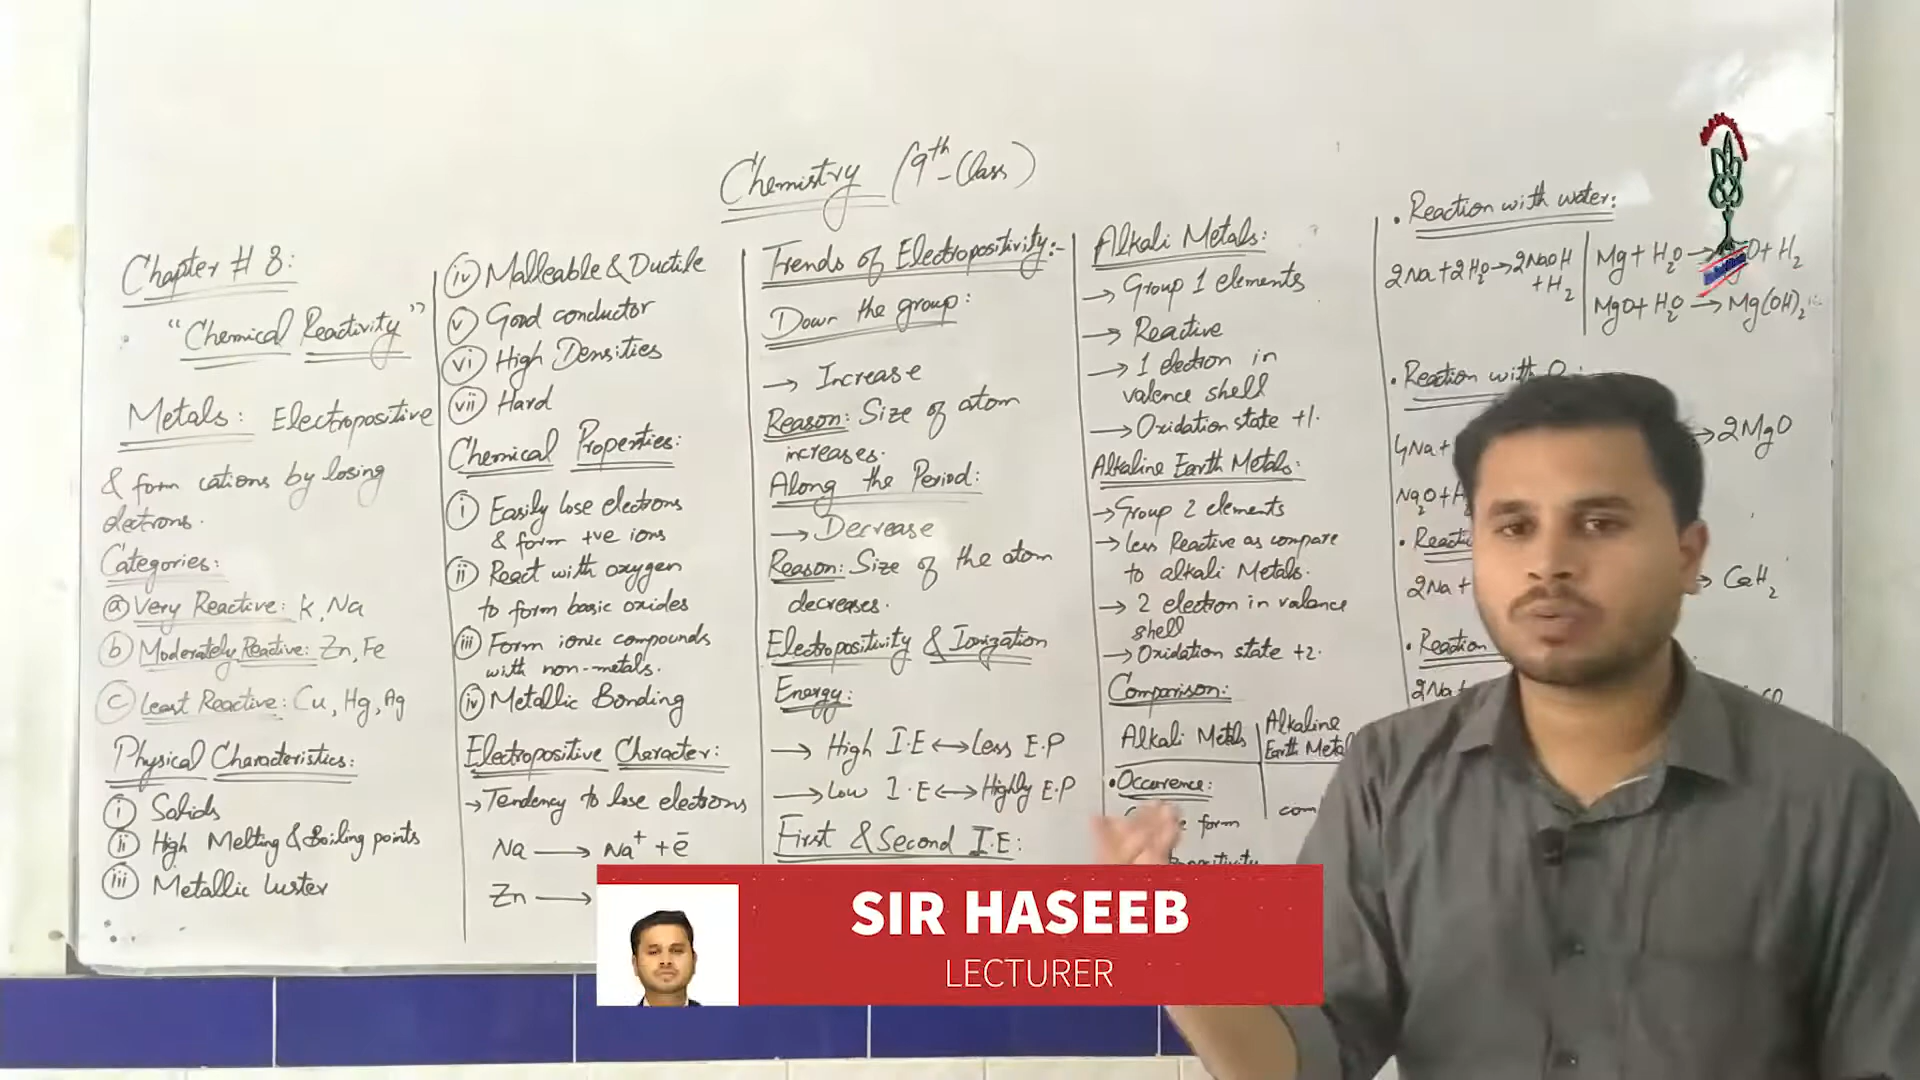 Chemistry (9th-Class)
Chapter # 8:
"Chemical Reactivity"
Metals: Electropositive
& form cations by losing
electrons.
Categories:
(a) Very Reactive: K, Na
(b) Moderately Reactive: Zn, Fe
(c) Least Reactive: Cu, Hg, Ag
Physical Characteristics:
(i) Solids
(ii) High Melting & Boiling points
(iii) Metallic Luster
(iv) Malleable & Ductile
(v) Good conductor
(vi) High Densities
(vii) Hard
Chemical Properties:
(i) Easily lose electrons
& form +ve ions
(ii) React with oxygen
to form basic oxides
(iii) Form ionic compounds
with non-metals.
(iv) Metallic Bonding
Electropositive Character:
→ Tendency to lose electrons
Na → Na⁺ + ē
Zn →
Trends of Electropositivity:-
Down the group:
→ Increase
Reason: Size of atom
increases.
Along the Period:
→ Decrease
Reason: Size of the atom
decreases.
Electropositivity & Ionization
Energy:
→ High I.E ↔ Less E.P
→ Low I.E ↔ Highly E.P
First & Second I.E:
Alkali Metals:
→ Group 1 elements
→ Reactive
→ 1 electron in
valence shell
→ Oxidation state +1.
Alkaline Earth Metals:
→ Group 2 elements
→ less Reactive as compare
to alkali Metals.
→ 2 electron in valance
shell
→ Oxidation state +2.
Comparison:
Alkali Metals | Alkaline
Earth Metal
• Occurence:
form
• Reaction with water:
2Na + 2H₂O → 2NaOH
+ H₂
Mg + H₂O → O + H₂
MgO + H₂O → Mg(OH)₂
• Reaction with
4Na +
→ 2MgO
Na₂O +
2Na +
→ CaH₂
• Reaction
2Na +
SIR HASEEB
LECTURER